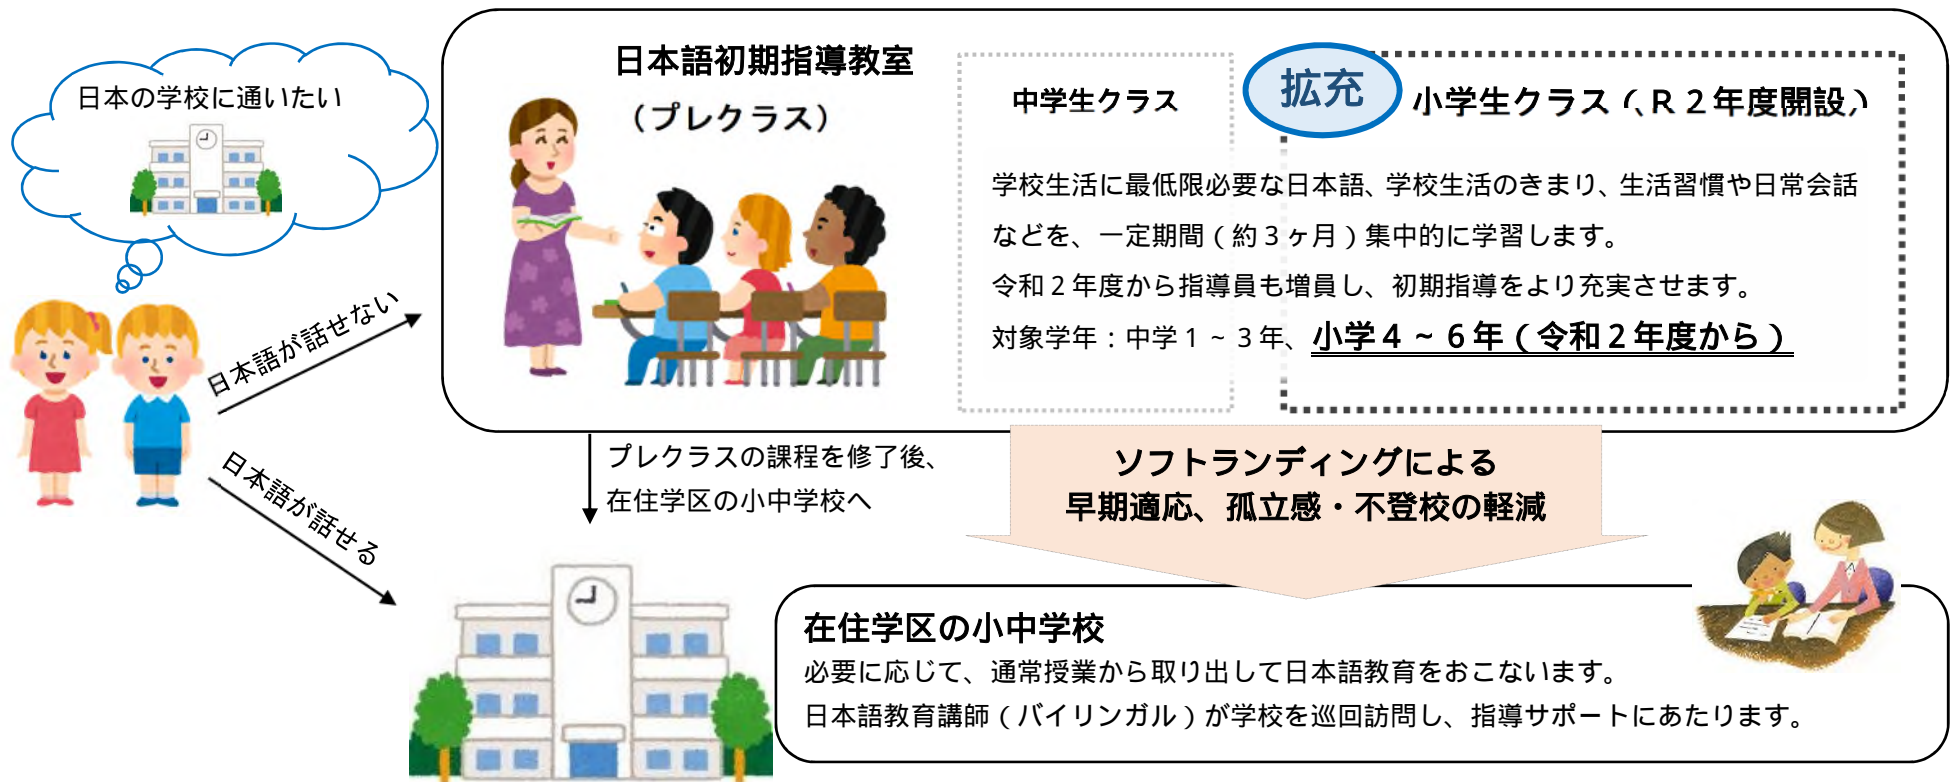 日本の学校に通いたい
日本語が話せない
日本語が話せる
日本語初期指導教室
（プレクラス）
中学生クラス
拡充
小学生クラス（、Ｒ２年度開設）
学校生活に最低限必要な日本語、学校生活のきまり、生活習慣や日常会話
などを、一定期間（約３ヶ月）集中的に学習します。
令和２年度から指導員も増員し、初期指導をより充実させます。
対象学年：中学１～３年、小学４～６年（令和２年度から）
プレクラスの課程を修了後、
在住学区の小中学校へ
ソフトランディングによる
早期適応、孤立感・不登校の軽減
在住学区の小中学校
必要に応じて、通常授業から取り出して日本語教育をおこないます。
日本語教育講師（バイリンガル）が学校を巡回訪問し、指導サポートにあたります。